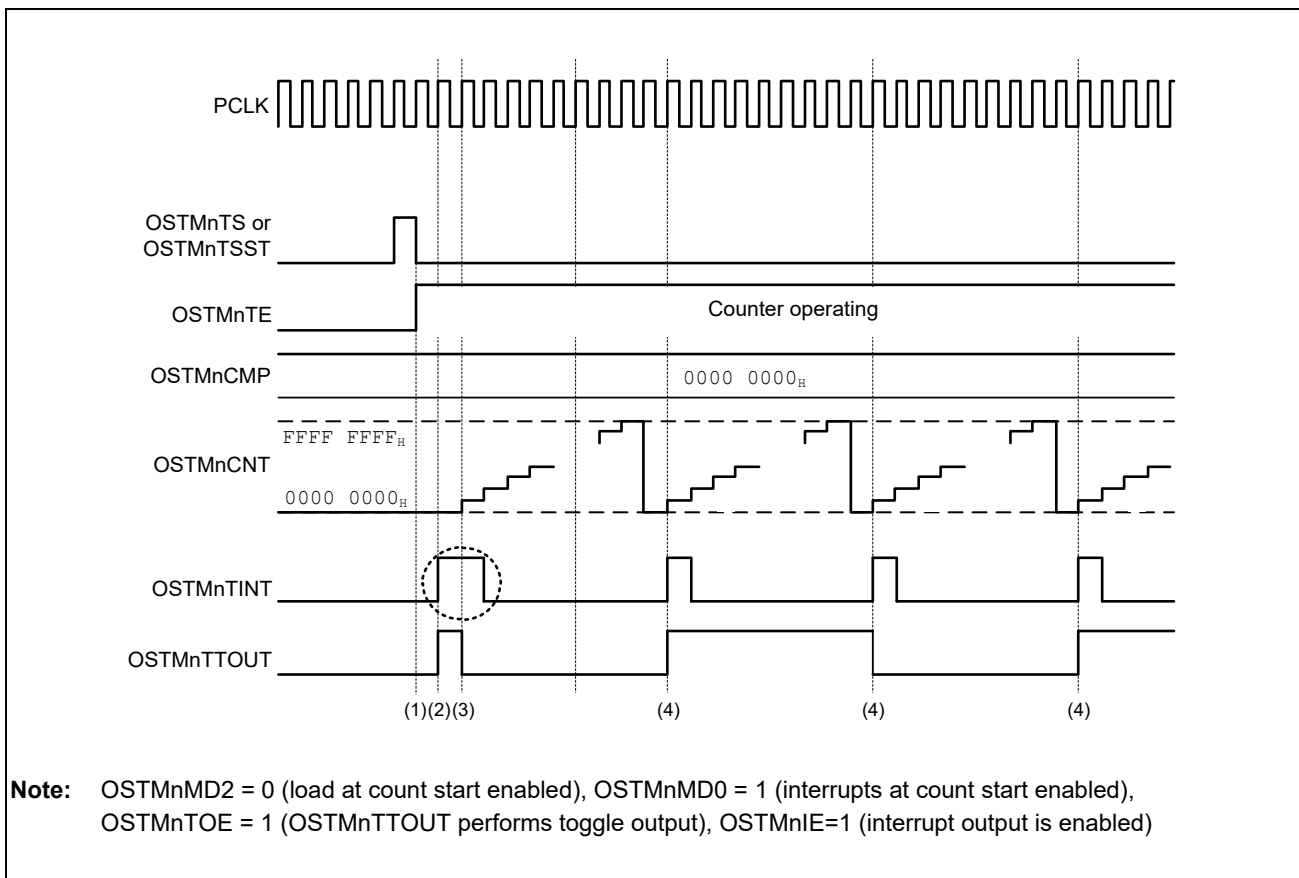 PCLK
OSTMnTS or
OSTMnTSST
OSTMnTE
Counter operating
OSTMnCMP
0000 0000H
FFFF FFFFH
OSTMnCNT
0000 0000H
OSTMnTINT
OSTMnTTOUT
(1)(2)(3) (4) (4) (4)
Note: OSTMnMD2 = 0 (load at count start enabled), OSTMnMD0 = 1 (interrupts at count start enabled),
OSTMnTOE = 1 (OSTMnTTOUT performs toggle output), OSTMnIE=1 (interrupt output is enabled)